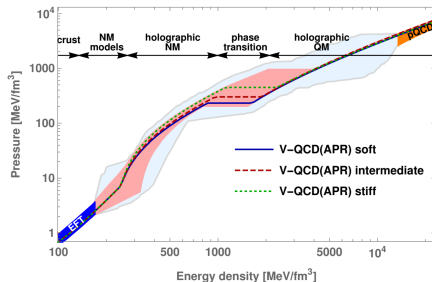 crust NM models holographic NM phase transition holographic QM
pQCD
10⁴
1000
100
10
1
Pressure [MeV/fm³]
V−QCD(APR) soft
V−QCD(APR) intermediate
V−QCD(APR) stiff
EFT
100 500 1000 5000 10⁴
Energy density [MeV/fm³]